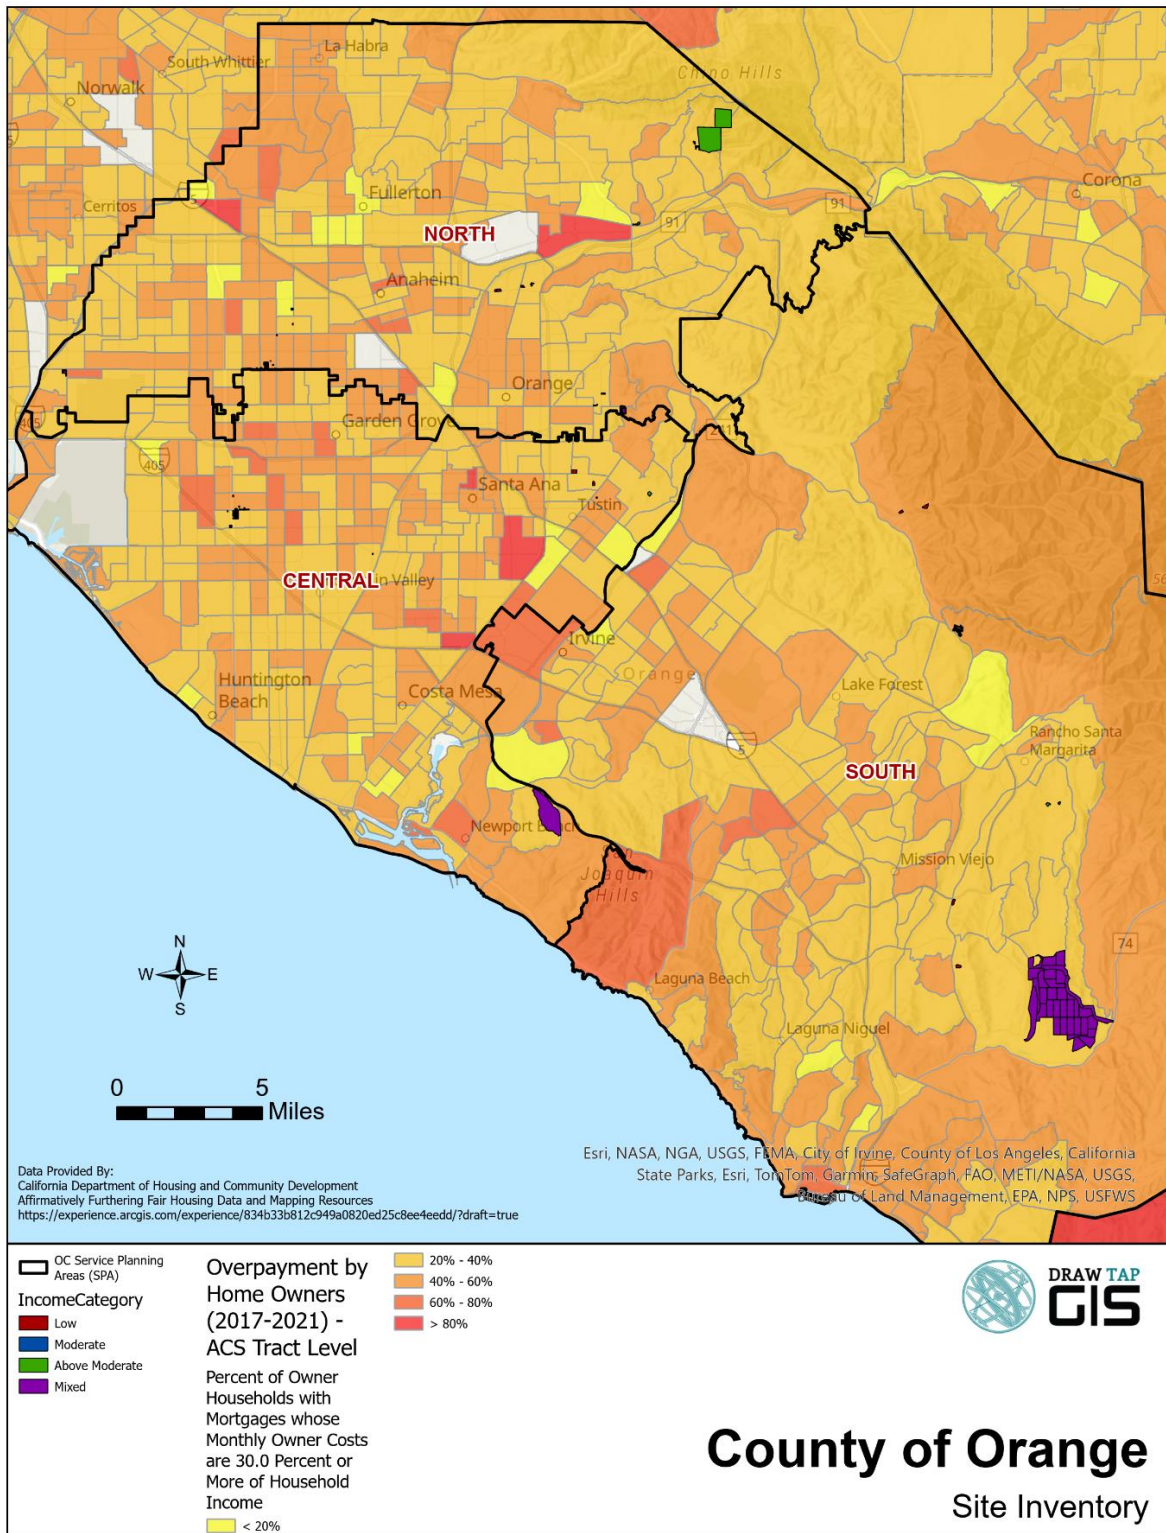 Chino Hills
La Habra
South Whittier
Norwalk
Corona
Cerritos
5
Fullerton
91
91
NORTH
Anaheim
Orange
405
Garden Grove
241
405
Santa Ana
Tustin
CENTRAL
in Valley
Irvine
Orange
Huntington
Beach
Costa Mesa
Lake Forest
Rancho Santa
Margarita
5
SOUTH
Newport Beach
San
Joaquin
Hills
Mission Viejo
74
N
W
E
S
Laguna Beach
Laguna Niguel
0 5
Miles
Esri, NASA, NGA, USGS, FEMA, City of Irvine, County of Los Angeles, California
State Parks, Esri, TomTom, Garmin, SafeGraph, FAO, METI/NASA, USGS,
Bureau of Land Management, EPA, NPS, USFWS
Data Provided By:
California Department of Housing and Community Development
Affirmatively Furthering Fair Housing Data and Mapping Resources
https://experience.arcgis.com/experience/834b33b812c949a0820ed25c8ee4eedd/?draft=true
OC Service Planning
Areas (SPA)
IncomeCategory
Low
Moderate
Above Moderate
Mixed
Overpayment by
Home Owners
(2017-2021) -
ACS Tract Level
Percent of Owner
Households with
Mortgages whose
Monthly Owner Costs
are 30.0 Percent or
More of Household
Income
< 20%
20% - 40%
40% - 60%
60% - 80%
> 80%
DRAW TAP
GIS
County of Orange
Site Inventory